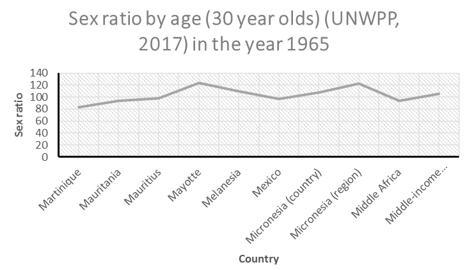 Sex ratio by age (30 year olds) (UNWPP,
2017) in the year 1965
140
120
100
80
60
40
20
0
Sex ratio
Martinique
Mauritania
Mauritius
Mayotte
Melanesia
Mexico
Micronesia (country)
Micronesia (region)
Middle Africa
Middle-income...
Country